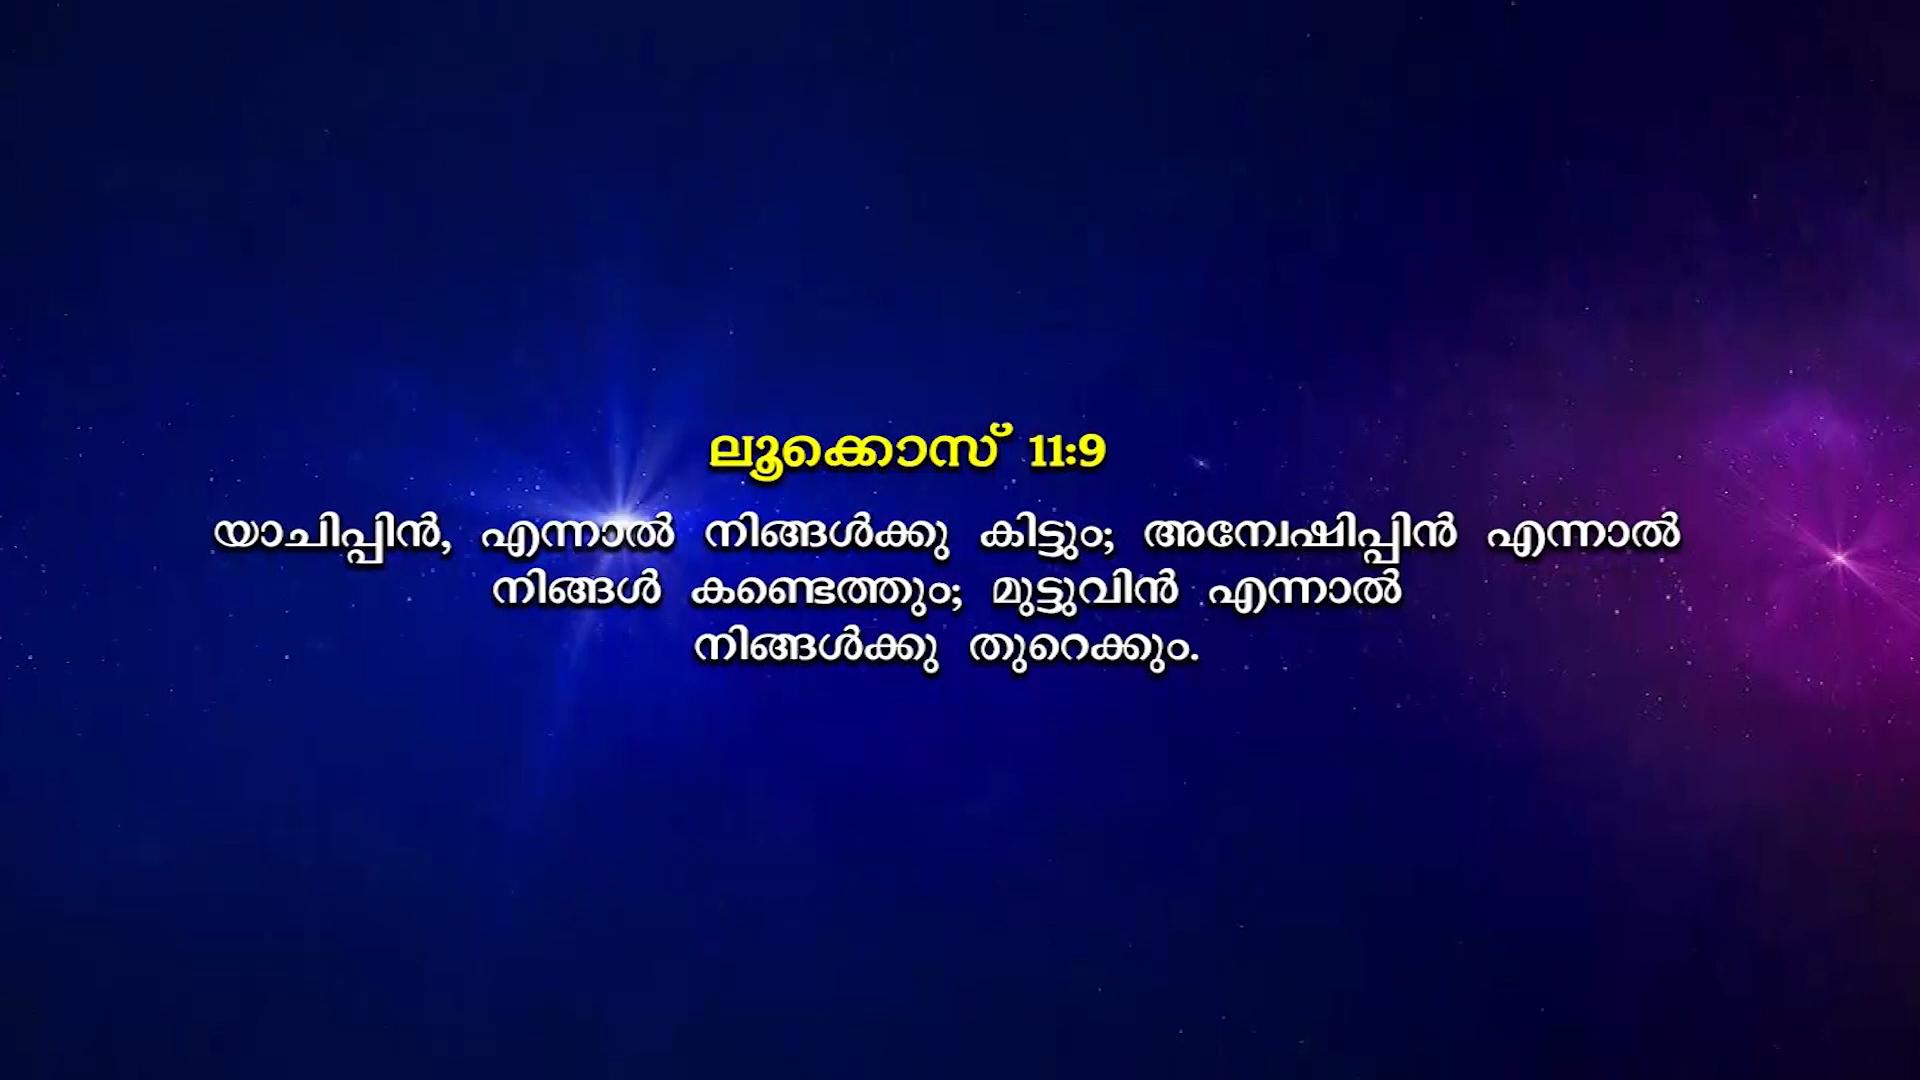 ലൂക്കൊസ് 11:9
യാചിപ്പിൻ, എന്നാൽ നിങ്ങൾക്കു കിട്ടും; അന്വേഷിപ്പിൻ എന്നാൽ
നിങ്ങൾ കണ്ടെത്തും; മുട്ടുവിൻ എന്നാൽ
നിങ്ങൾക്കു തുറെക്കും.